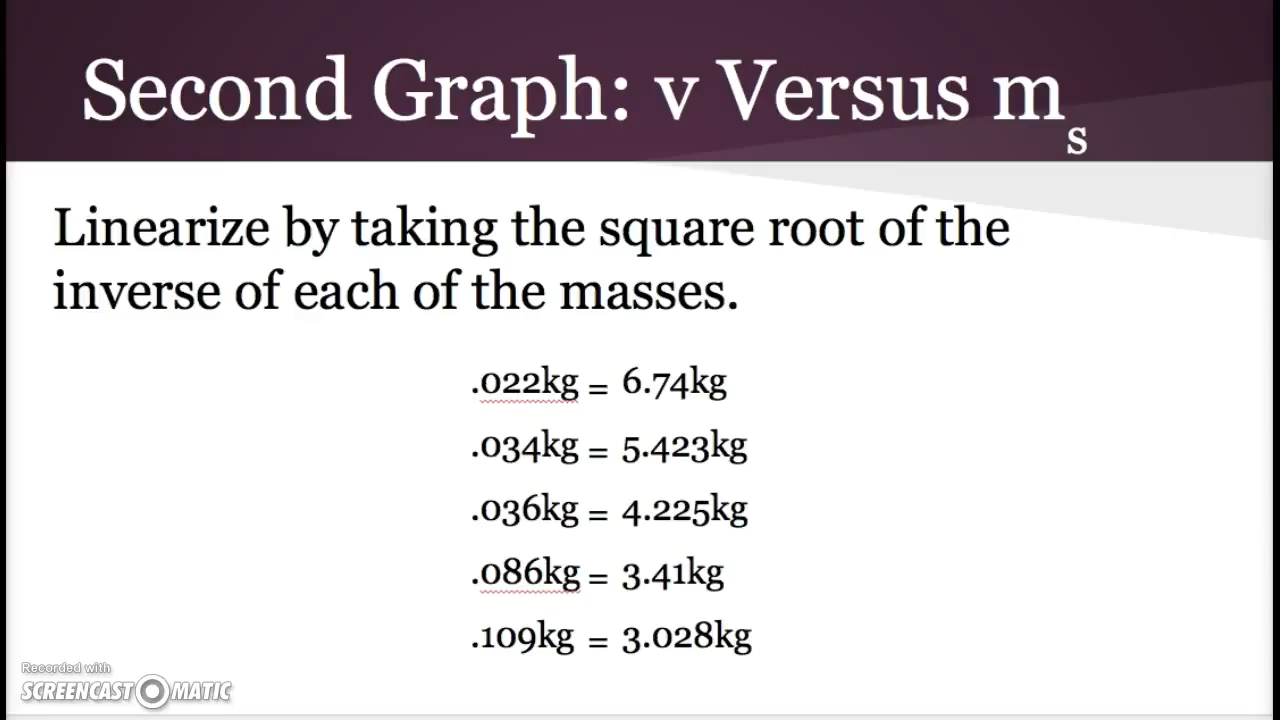 Second Graph: v Versus ms
Linearize by taking the square root of the
inverse of each of the masses.
.022kg = 6.74kg
.034kg = 5.423kg
.036kg = 4.225kg
.086kg = 3.41kg
.109kg = 3.028kg
Recorded with
SCREENCAST O MATIC